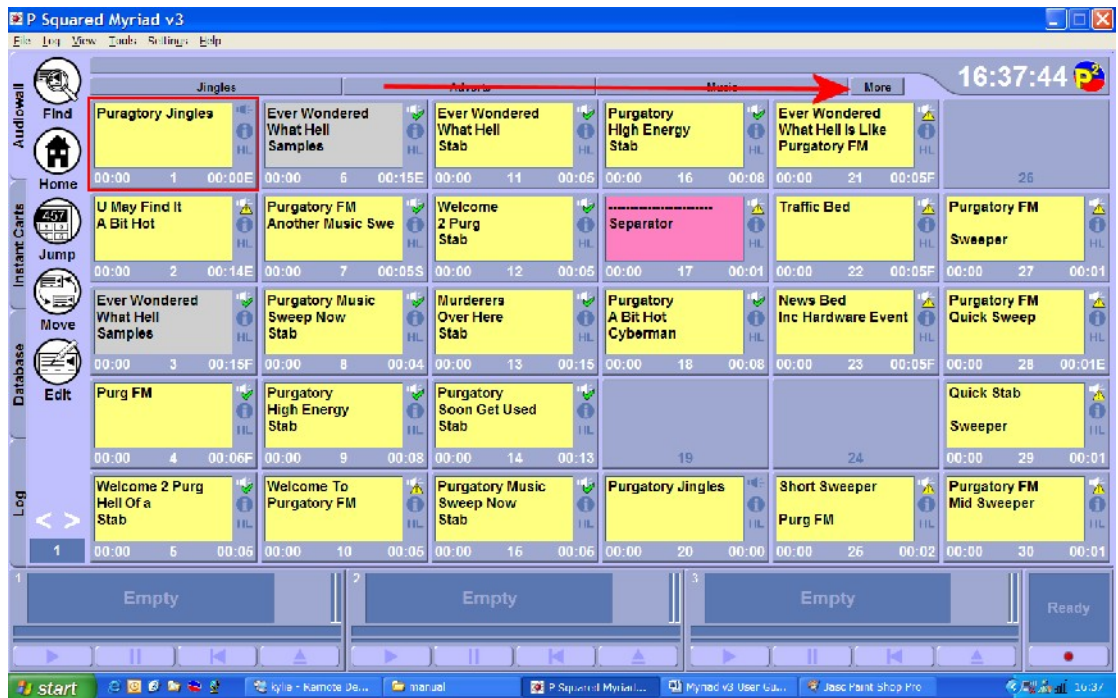 P Squared Myriad v3
File Log View Tools Settings Help
Jingles Adverts Music More
16:37:44
Audiowall
Instant Carts
Database
Log
Find
Home
Jump
Move
Edit
1
Puragtory Jingles
00:00 1 00:00E
Ever Wondered
What Hell
Samples
00:00 6 00:15E
Ever Wondered
What Hell
Stab
00:00 11 00:05
Purgatory
High Energy
Stab
00:00 16 00:08
Ever Wondered
What Hell Is Like
Purgatory FM
00:00 21 00:05F
26
U May Find It
A Bit Hot
00:00 2 00:14E
Purgatory FM
Another Music Swe
00:00 7 00:05S
Welcome
2 Purg
Stab
00:00 12 00:05
-------------------------
Separator
00:00 17 00:01
Traffic Bed
00:00 22 00:05F
Purgatory FM
Sweeper
00:00 27 00:01
Ever Wondered
What Hell
Samples
00:00 3 00:15F
Purgatory Music
Sweep Now
Stab
00:00 8 00:04
Murderers
Over Here
Stab
00:00 13 00:15
Purgatory
A Bit Hot
Cyberman
00:00 18 00:08
News Bed
Inc Hardware Event
00:00 23 00:05F
Purgatory FM
Quick Sweep
00:00 28 00:01E
Purg FM
00:00 4 00:06F
Purgatory
High Energy
Stab
00:00 9 00:08
Purgatory
Soon Get Used
Stab
00:00 14 00:13
19
24
Quick Stab
Sweeper
00:00 29 00:01
Welcome 2 Purg
Hell Of a
Stab
00:00 5 00:06
Welcome To
Purgatory FM
00:00 10 00:05
Purgatory Music
Sweep Now
Stab
00:00 15 00:06
Purgatory Jingles
00:00 20 00:00
Short Sweeper
Purg FM
00:00 25 00:02
Purgatory FM
Mid Sweeper
00:00 30 00:01
1 Empty
2 Empty
3 Empty
Ready
start
kylie - Remote De...
manual
P Squared Myriad...
Myriad v3 User Gu...
Jasc Paint Shop Pro
16:37